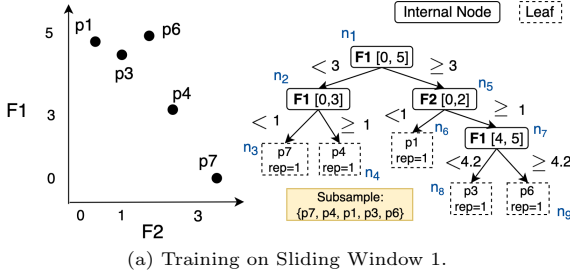 Internal Node
Leaf
5
p1
p6
p3
p4
p7
F1
3
0
0
1
3
F2
n1
F1 [0, 5]
< 3
≥ 3
n2
F1 [0,3]
n5
F2 [0,2]
< 1
≥ 1
<1
≥ 1
n3
p7
rep=1
p4
rep=1
n4
p1
rep=1
n6
n7
F1 [4, 5]
<4.2
≥ 4.2
n8
p3
rep=1
p6
rep=1
n9
Subsample:
{p7, p4, p1, p3, p6}
(a) Training on Sliding Window 1.